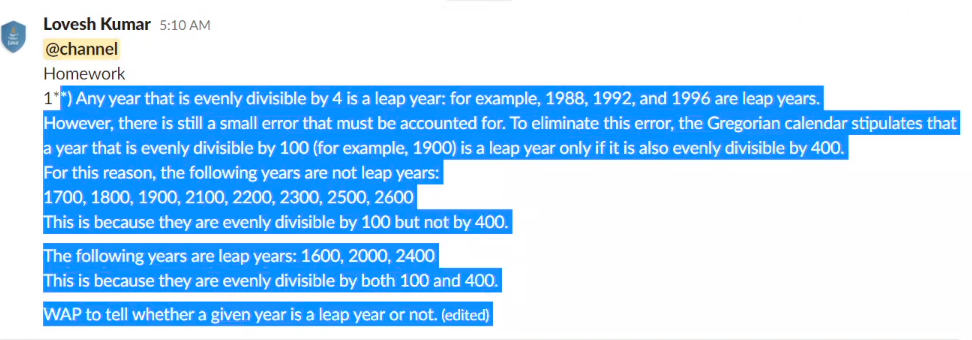 Lovesh Kumar 5:10 AM
@channel
Homework
1**) Any year that is evenly divisible by 4 is a leap year: for example, 1988, 1992, and 1996 are leap years.
However, there is still a small error that must be accounted for. To eliminate this error, the Gregorian calendar stipulates that
a year that is evenly divisible by 100 (for example, 1900) is a leap year only if it is also evenly divisible by 400.
For this reason, the following years are not leap years:
1700, 1800, 1900, 2100, 2200, 2300, 2500, 2600
This is because they are evenly divisible by 100 but not by 400.
The following years are leap years: 1600, 2000, 2400
This is because they are evenly divisible by both 100 and 400.
WAP to tell whether a given year is a leap year or not. (edited)